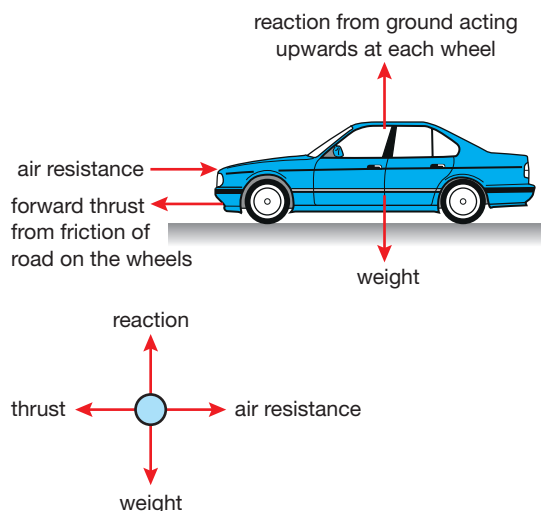 reaction from ground acting
upwards at each wheel
air resistance
forward thrust
from friction of
road on the wheels
weight
reaction
thrust
air resistance
weight